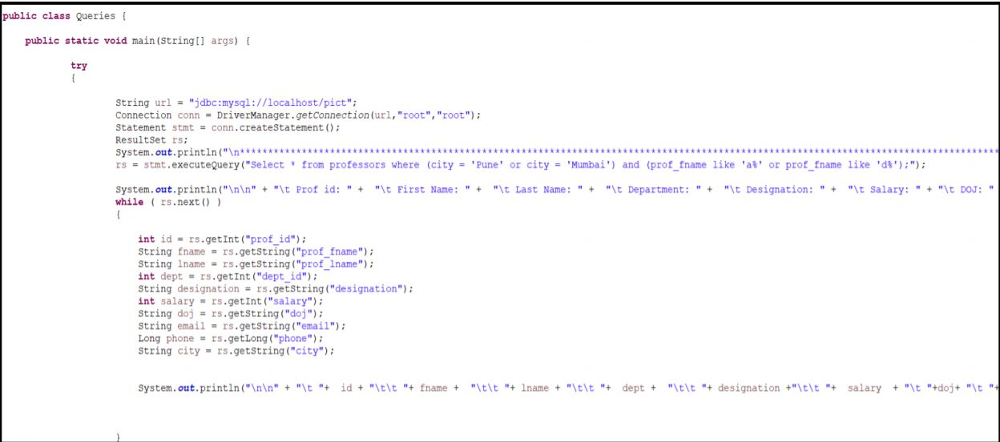 public class Queries {
public static void main(String[] args) {
try
{
String url = "jdbc:mysql://localhost/pict";
Connection conn = DriverManager.getConnection(url,"root","root");
Statement stmt = conn.createStatement();
ResultSet rs;
System.out.println("\n****************************************************************************************************************************************
rs = stmt.executeQuery("Select * from professors where (city = 'Pune' or city = 'Mumbai') and (prof_fname like 'a%' or prof_fname like 'd%');");
System.out.println("\n\n" + "\t Prof id: " + "\t First Name: " + "\t Last Name: " + "\t Department: " + "\t Designation: " + "\t Salary: " + "\t DOJ: "
while ( rs.next() )
{
int id = rs.getInt("prof_id");
String fname = rs.getString("prof_fname");
String lname = rs.getString("prof_lname");
int dept = rs.getInt("dept_id");
String designation = rs.getString("designation");
int salary = rs.getInt("salary");
String doj = rs.getString("doj");
String email = rs.getString("email");
Long phone = rs.getLong("phone");
String city = rs.getString("city");
System.out.println("\n\n" + "\t "+ id + "\t\t "+ fname + "\t\t "+ lname + "\t\t "+ dept + "\t\t "+ designation +"\t\t "+ salary + "\t "+doj+ "\t "+
}